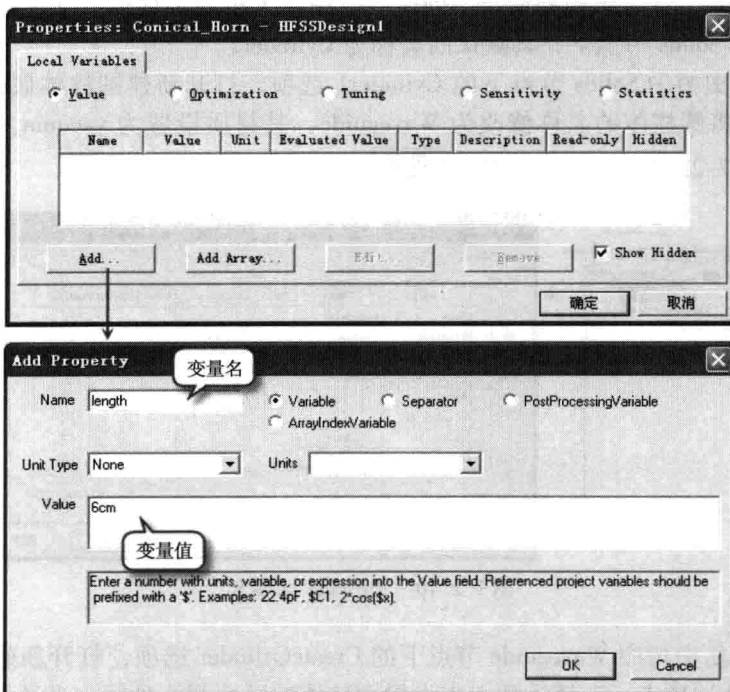 Properties: Conical_Horn - HFSSDesign1
Local Variables
Value Optimization Tuning Sensitivity Statistics
Name Value Unit Evaluated Value Type Description Read-only Hidden
Add... Add Array... Edit... Remove Show Hidden
确定 取消
Add Property
变量名
Name length Variable Separator PostProcessingVariable
ArrayIndexVariable
Unit Type None Units
Value 6cm
变量值
Enter a number with units, variable, or expression into the Value field. Referenced project variables should be
prefixed with a '$'. Examples: 22.4pF, $C1, 2*cos($x).
OK Cancel